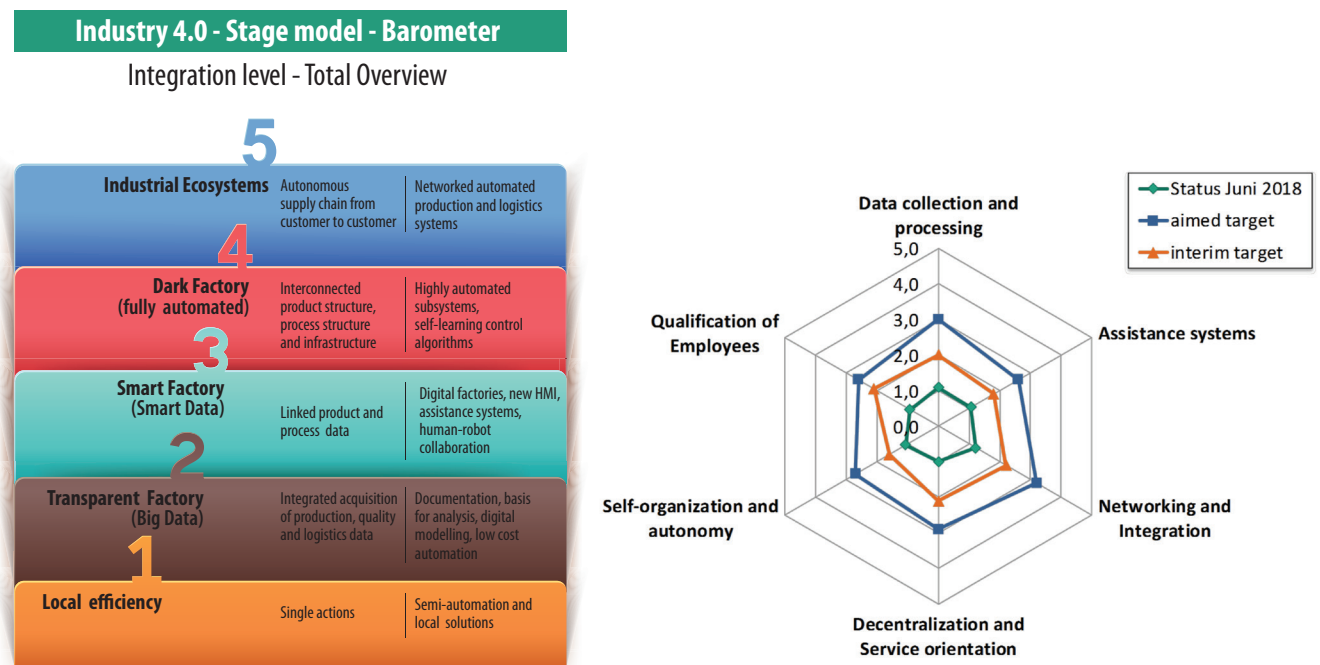 Industry 4.0 - Stage model - Barometer
Integration level - Total Overview
5
Industrial Ecosystems
Autonomous
supply chain from
customer to customer
Networked automated
production and logistics
systems
4
Dark Factory
(fully automated)
Interconnected
product structure,
process structure
and infrastructure
Highly automated
subsystems,
self-learning control
algorithms
3
Smart Factory
(Smart Data)
Linked product and
process data
Digital factories, new HMI,
assistance systems,
human-robot
collaboration
2
Transparent Factory
(Big Data)
Integrated acquisition
of production, quality
and logistics data
Documentation, basis
for analysis, digital
modelling, low cost
automation
1
Local efficiency
Single actions
Semi-automation and
local solutions
Status Juni 2018
aimed target
interim target
Data collection and
processing
5,0
4,0
3,0
2,0
1,0
0,0
Assistance systems
Networking and
Integration
Decentralization and
Service orientation
Self-organization and
autonomy
Qualification of
Employees